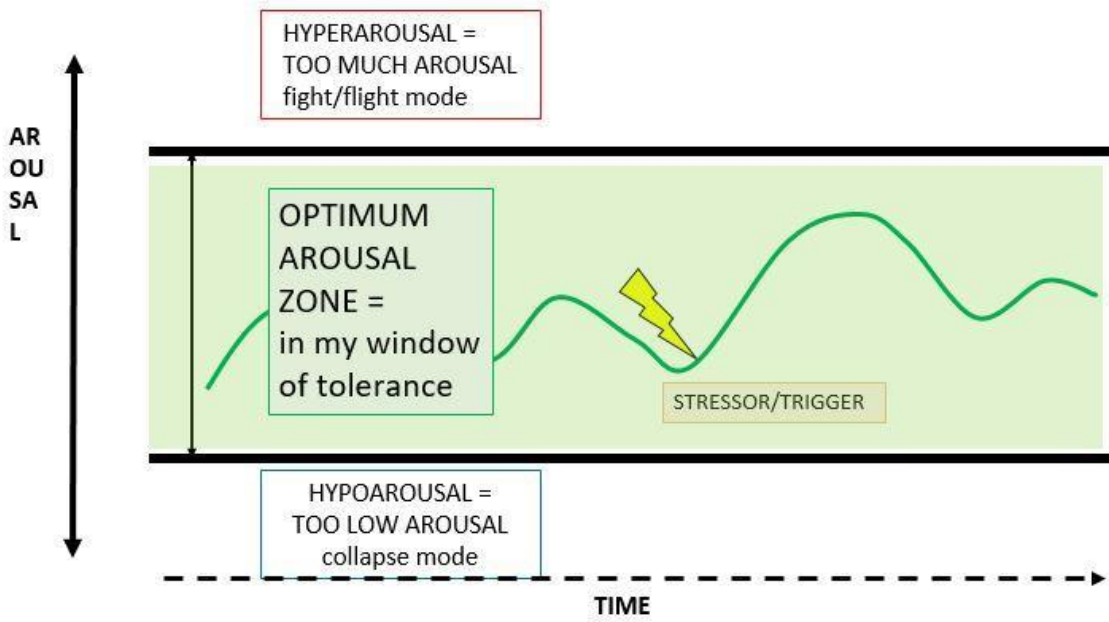 HYPERAROUSAL =
TOO MUCH AROUSAL
fight/flight mode
AR
OU
SA
L
OPTIMUM
AROUSAL
ZONE =
in my window
of tolerance
STRESSOR/TRIGGER
HYPOAROUSAL =
TOO LOW AROUSAL
collapse mode
TIME